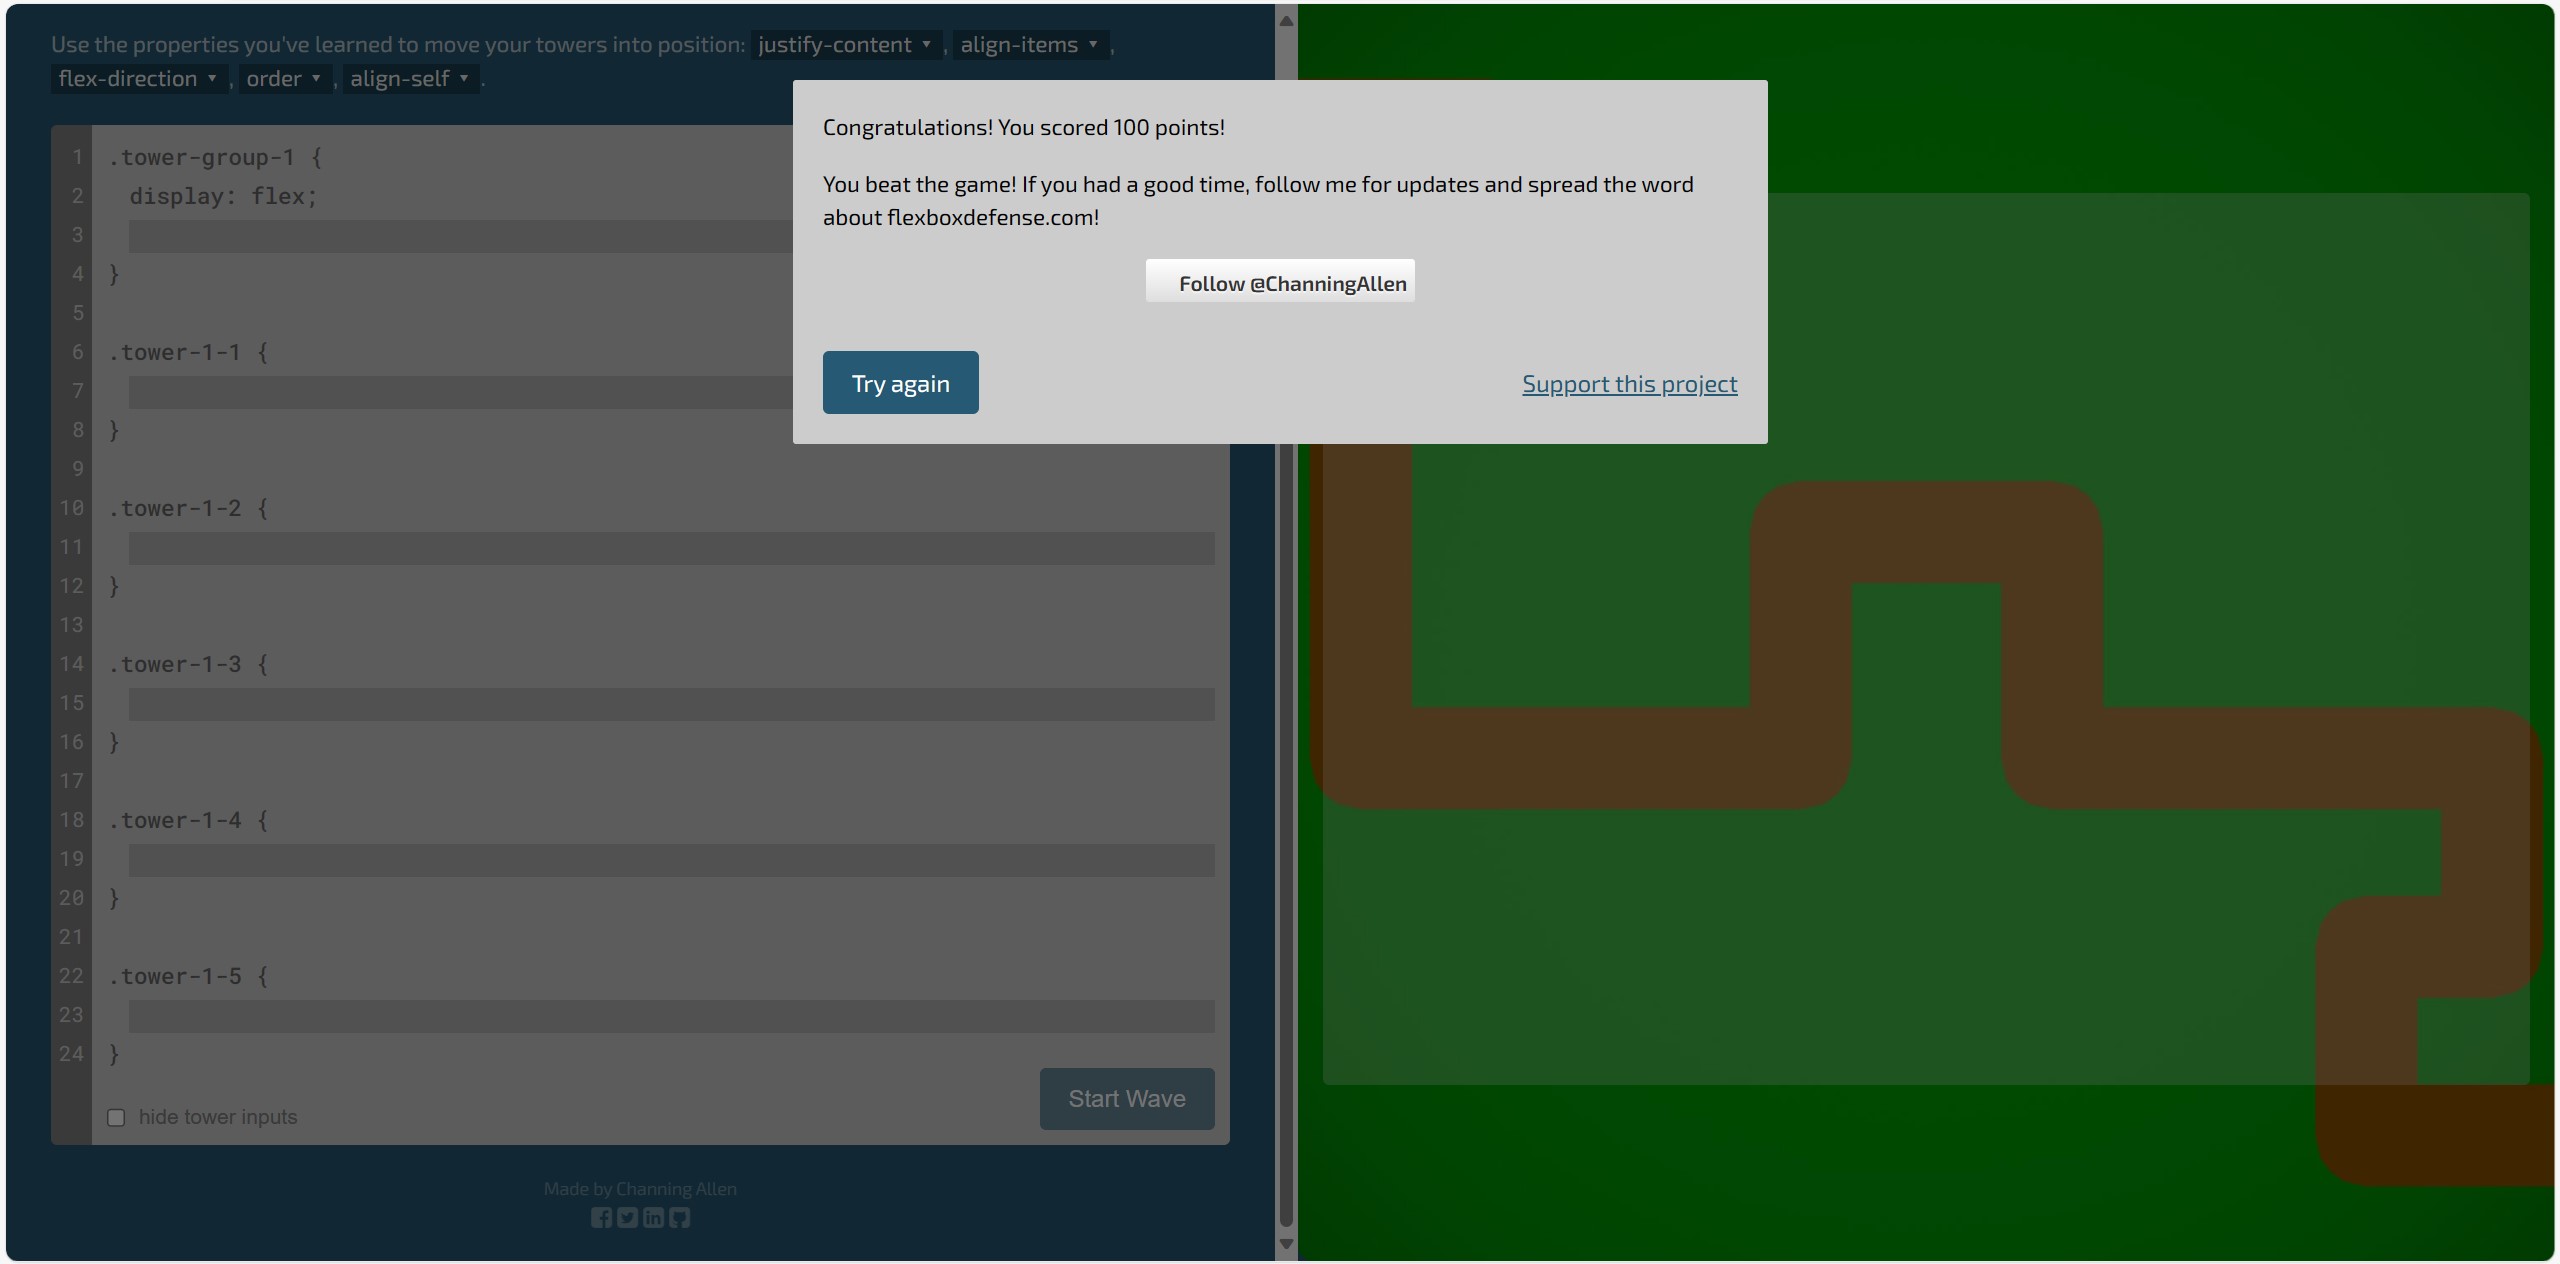 Use the properties you've learned to move your towers into position: justify-content ▼, align-items ▼,
flex-direction ▼, order ▼, align-self ▼.
Congratulations! You scored 100 points!
You beat the game! If you had a good time, follow me for updates and spread the word
about flexboxdefense.com!
Follow @ChanningAllen
Try again
Support this project
1 .tower-group-1 {
2 display: flex;
3
4 }
5
6 .tower-1-1 {
7
8 }
9
10 .tower-1-2 {
11
12 }
13
14 .tower-1-3 {
15
16 }
17
18 .tower-1-4 {
19
20 }
21
22 .tower-1-5 {
23
24 }
hide tower inputs
Start Wave
Made by Channing Allen